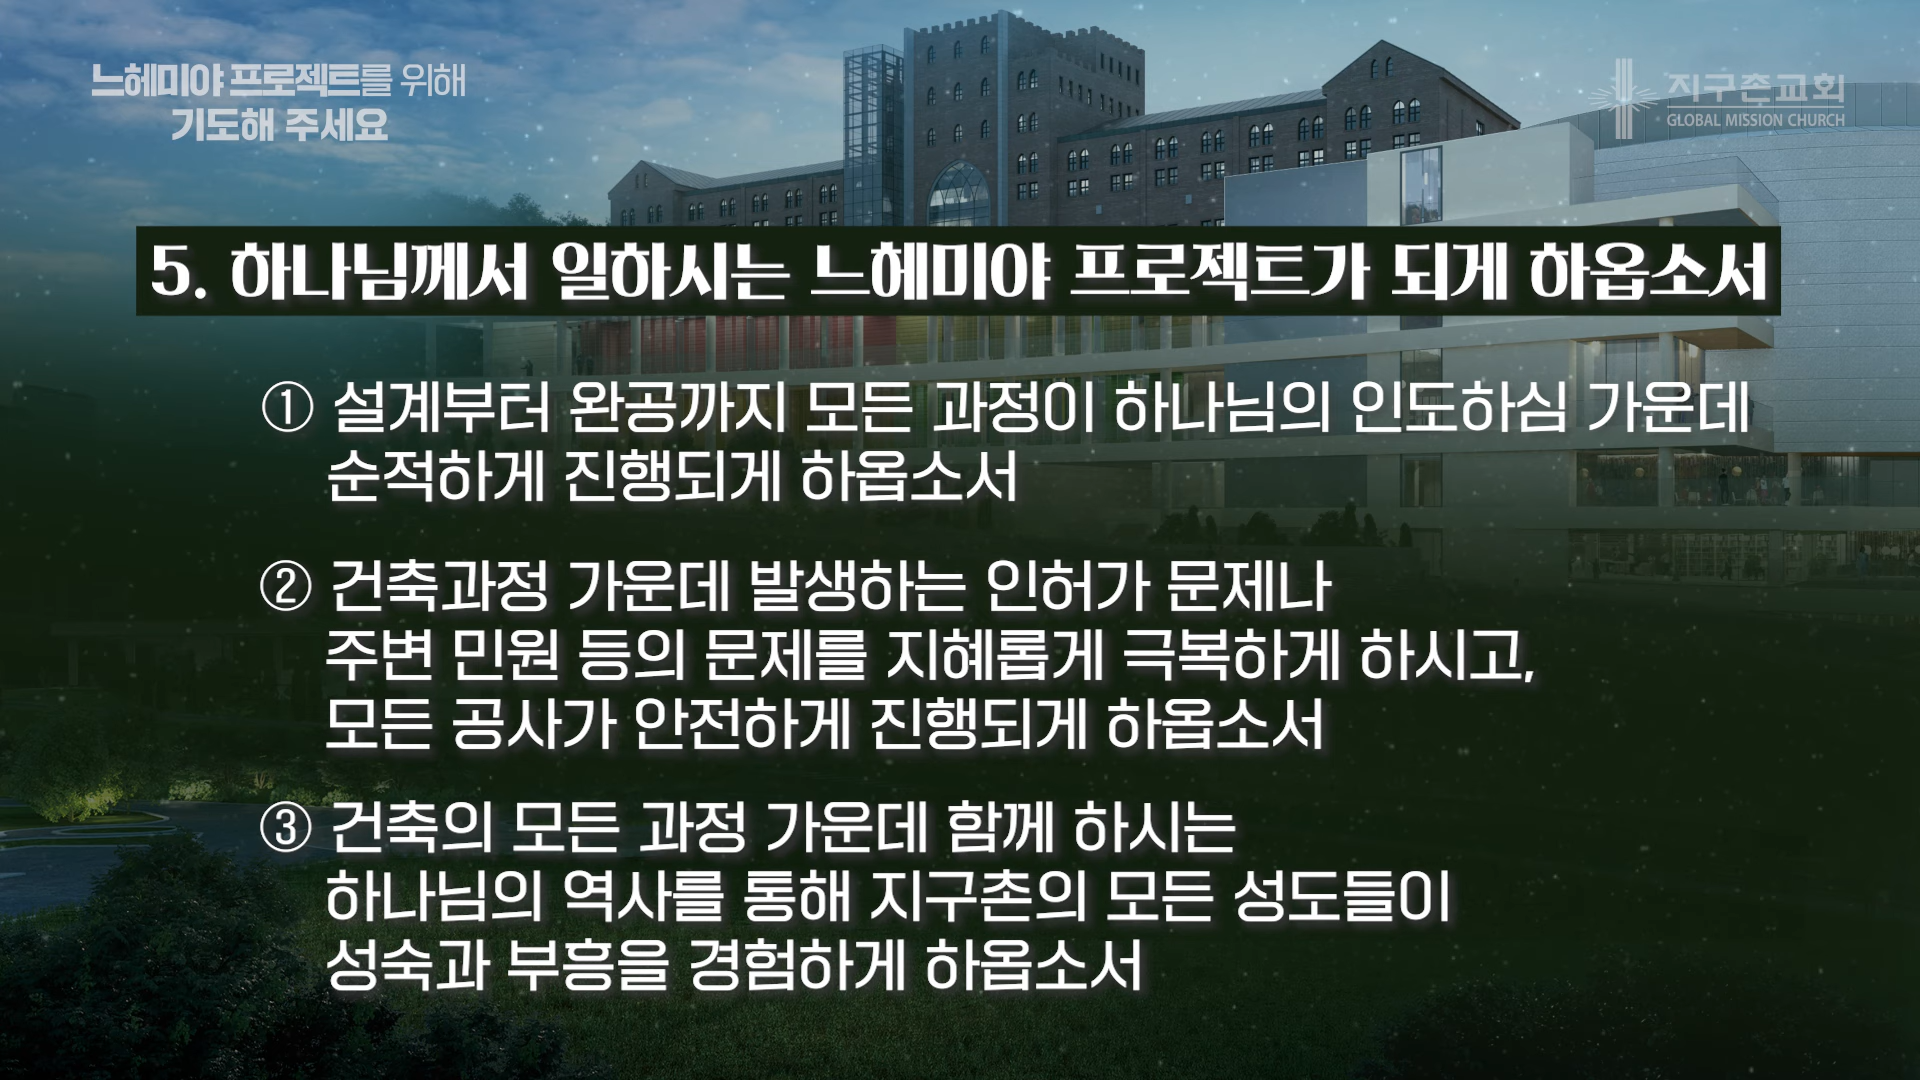 느헤미야 프로젝트를 위해
기도해 주세요
지구촌교회
GLOBAL MISSION CHURCH
5. 하나님께서 일하시는 느헤미야 프로젝트가 되게 하옵소서
① 설계부터 완공까지 모든 과정이 하나님의 인도하심 가운데
순적하게 진행되게 하옵소서
② 건축과정 가운데 발생하는 인허가 문제나
주변 민원 등의 문제를 지혜롭게 극복하게 하시고,
모든 공사가 안전하게 진행되게 하옵소서
③ 건축의 모든 과정 가운데 함께 하시는
하나님의 역사를 통해 지구촌의 모든 성도들이
성숙과 부흥을 경험하게 하옵소서